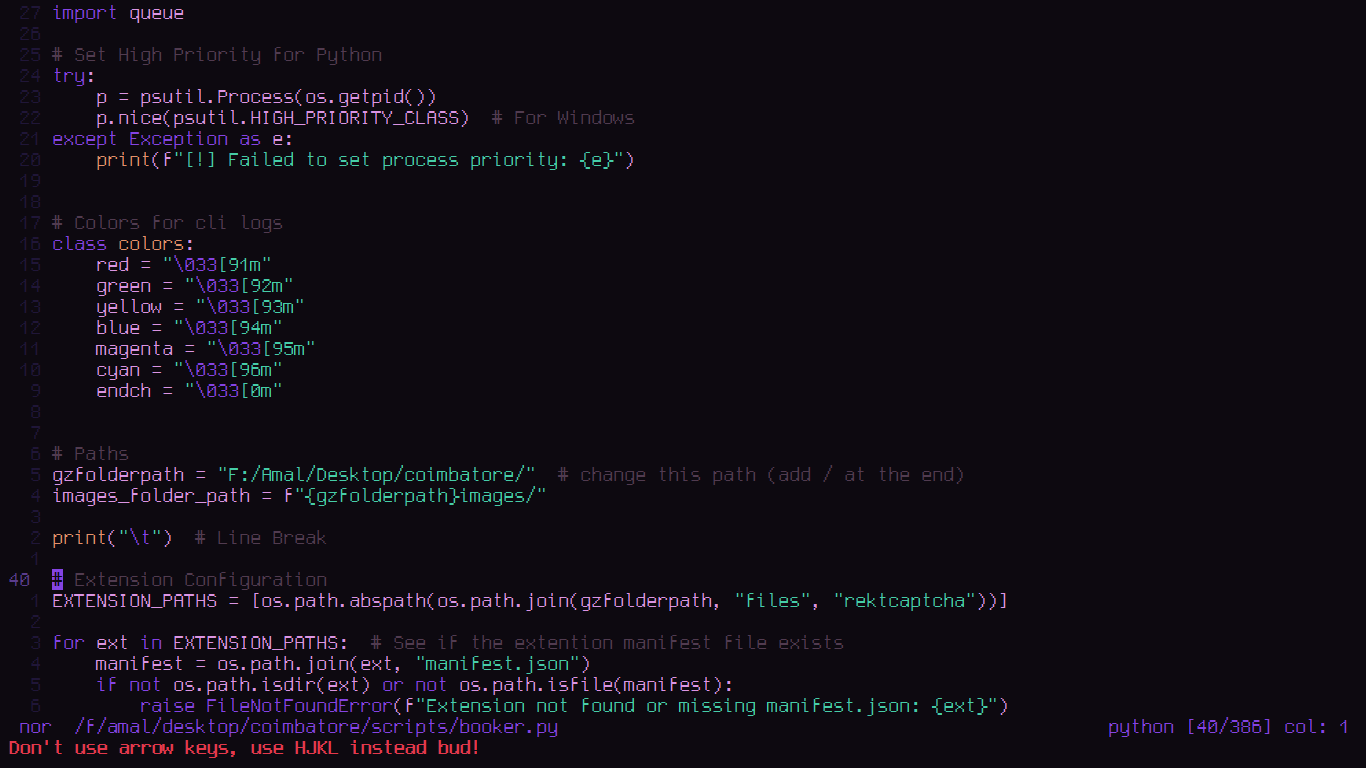 27 import queue
26
25 # Set High Priority for Python
24 try:
23     p = psutil.Process(os.getpid())
22     p.nice(psutil.HIGH_PRIORITY_CLASS)  # For Windows
21 except Exception as e:
20     print(f"[!] Failed to set process priority: {e}")
19
18
17 # Colors for cli logs
16 class colors:
15     red = "\033[91m"
14     green = "\033[92m"
13     yellow = "\033[93m"
12     blue = "\033[94m"
11     magenta = "\033[95m"
10     cyan = "\033[96m"
9     endch = "\033[0m"
8
7
6 # Paths
5 gzfolderpath = "F:/Amal/Desktop/coimbatore/"  # change this path (add / at the end)
4 images_folder_path = f"{gzfolderpath}images/"
3
2 print("\t")  # Line Break
1
40 # Extension Configuration
1 EXTENSION_PATHS = [os.path.abspath(os.path.join(gzfolderpath, "files", "rektcaptcha"))]
2
3 for ext in EXTENSION_PATHS:  # See if the extention manifest file exists
4     manifest = os.path.join(ext, "manifest.json")
5     if not os.path.isdir(ext) or not os.path.isfile(manifest):
6         raise FileNotFoundError(f"Extension not found or missing manifest.json: {ext}")
nor  /f/amal/desktop/coimbatore/scripts/booker.py python [40/386] col: 1
Don't use arrow keys, use HJKL instead bud!